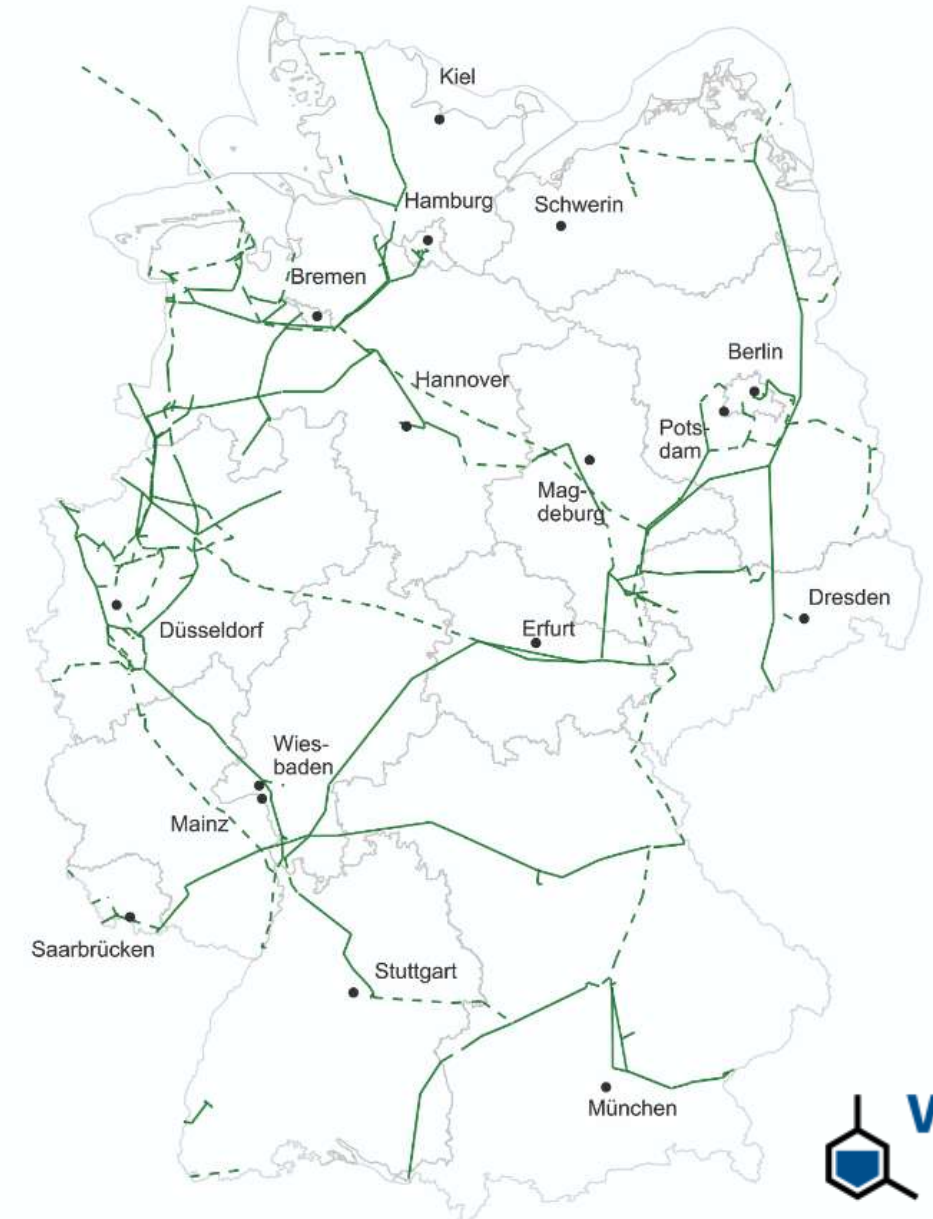 Kiel
Hamburg
Schwerin
Bremen
Berlin
Hannover
Pots-
dam
Mag-
deburg
Dresden
Düsseldorf
Erfurt
Wies-
baden
Mainz
Saarbrücken
Stuttgart
München